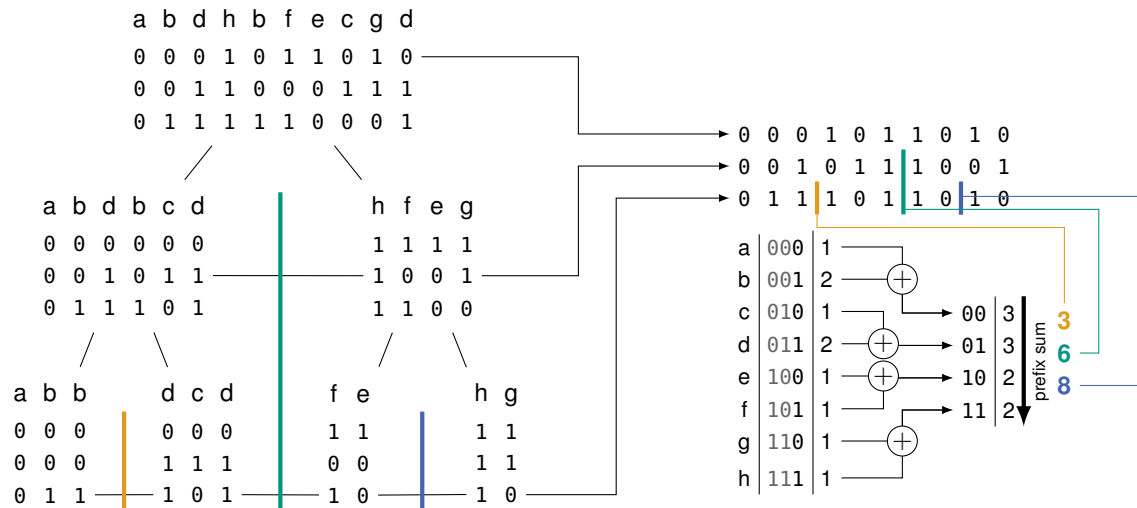 a b d h b f e c g d
0 0 0 1 0 1 1 0 1 0
0 0 1 1 0 0 0 1 1 1
0 1 1 1 1 1 0 0 0 1
a b d b c d
0 0 0 0 0 0
0 0 1 0 1 1
0 1 1 1 0 1
h f e g
1 1 1 1
1 0 0 1
1 1 0 0
a b b
0 0 0
0 0 0
0 1 1
d c d
0 0 0
1 1 1
1 0 1
f e
1 1
0 0
1 0
h g
1 1
1 1
1 0
0 0 0 1 0 1 1 0 1 0
0 0 1 0 1 1 1 0 0 1
0 1 1 1 0 1 1 0 1 0
a 000 1
b 001 2
c 010 1
d 011 2
e 100 1
f 101 1
g 110 1
h 111 1
+
+
+
+
00 3
01 3
10 2
11 2
prefix sum
3
6
8